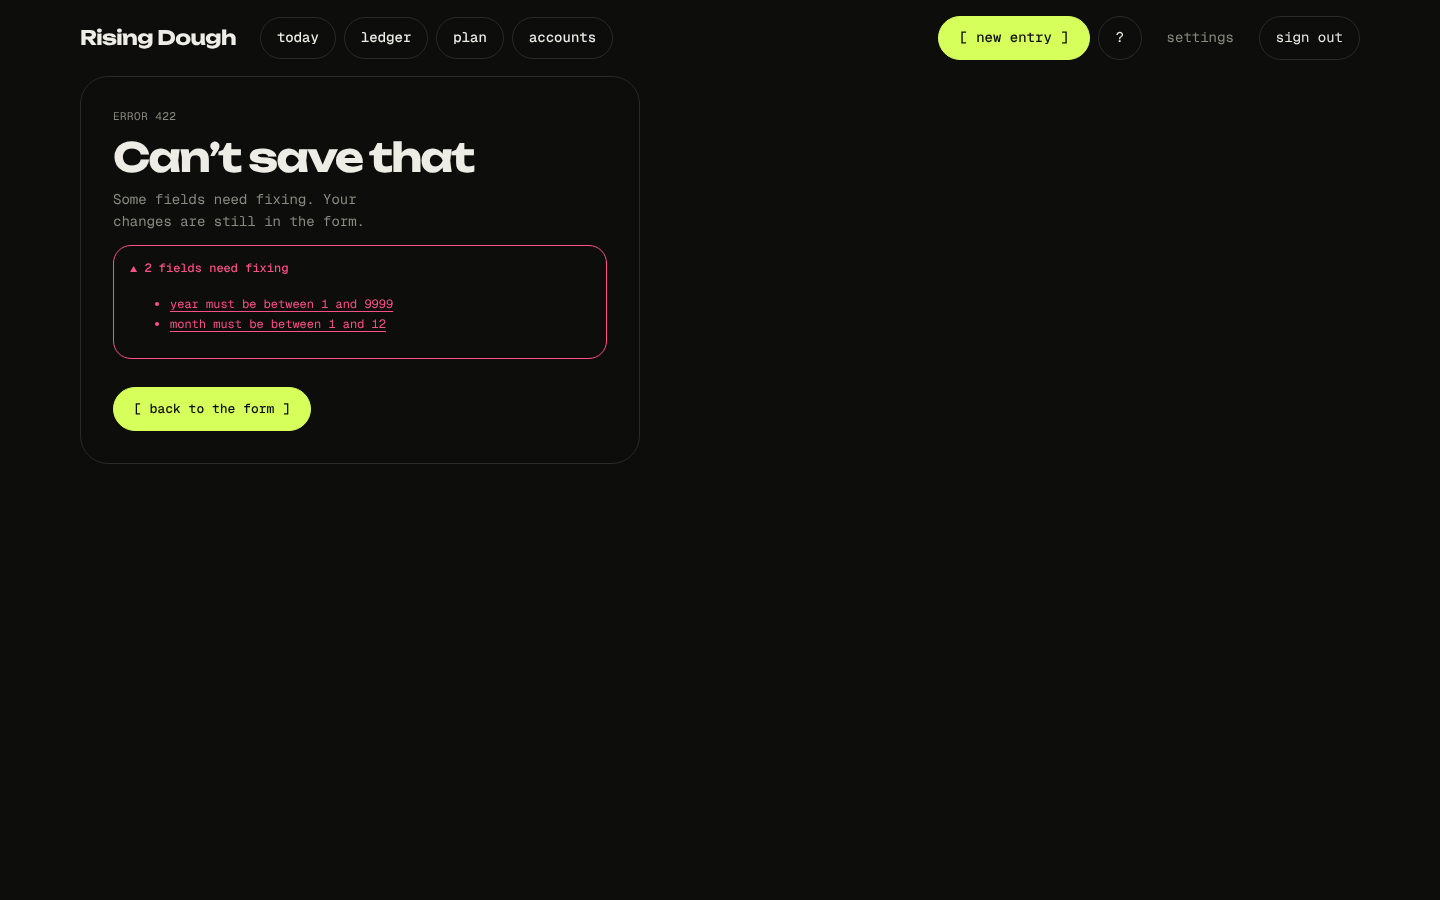 Rising Dough
today
ledger
plan
accounts
[ new entry ]
?
settings
sign out
ERROR 422
Can’t save that
Some fields need fixing. Your
changes are still in the form.
▲ 2 fields need fixing
• year must be between 1 and 9999
• month must be between 1 and 12
[ back to the form ]